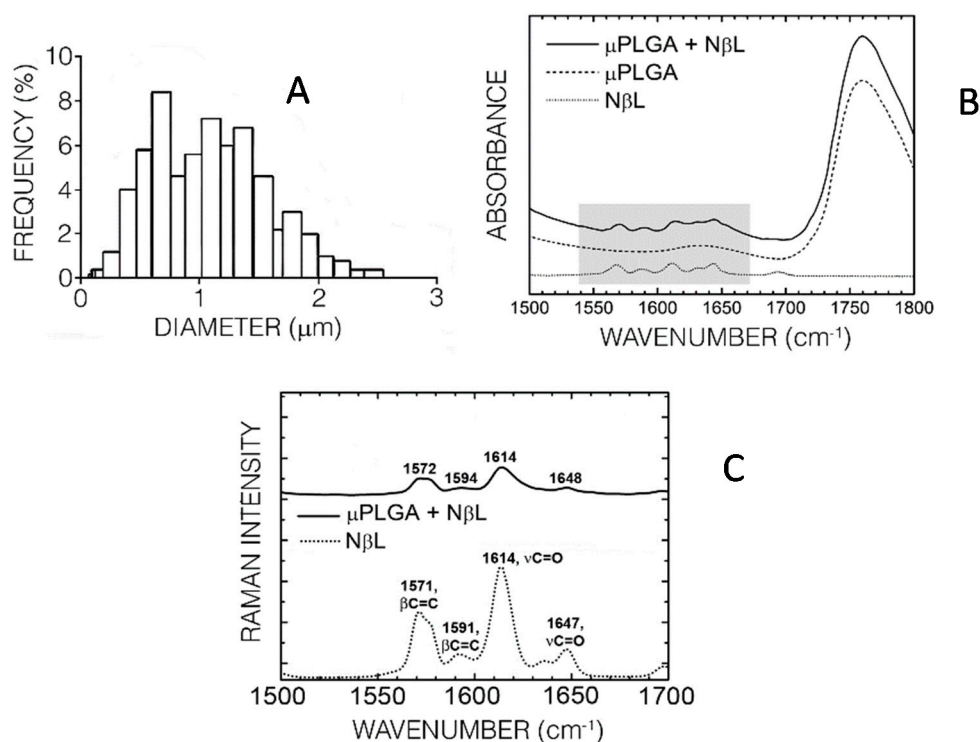 A
FREQUENCY (%)
10
8
6
4
2
0
0 1 2 3
DIAMETER (μm)
B
ABSORBANCE
μPLGA + NβL
μPLGA
NβL
1500 1550 1600 1650 1700 1750 1800
WAVENUMBER (cm⁻¹)
C
RAMAN INTENSITY
1572
1594
1614
1648
μPLGA + NβL
NβL
1571,
βC=C
1591,
βC=C
1614, νC=O
1647,
νC=O
1500 1550 1600 1650 1700
WAVENUMBER (cm⁻¹)